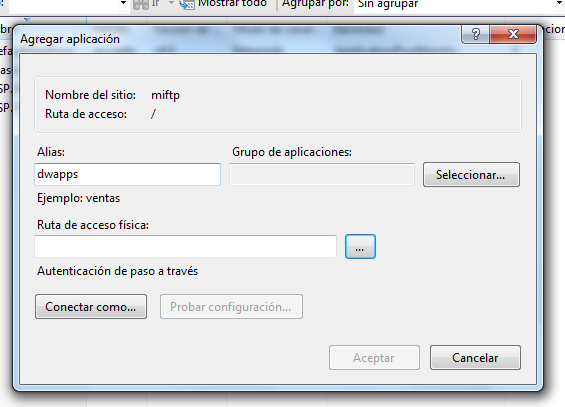 Ir Mostrar todo Agrupar por: Sin agrupar
Agregar aplicación
Nombre del sitio: miftp
Ruta de acceso: /
Alias: Grupo de aplicaciones:
dwapps Seleccionar...
Ejemplo: ventas
Ruta de acceso física:
...
Autenticación de paso a través
Conectar como... Probar configuración...
Aceptar Cancelar